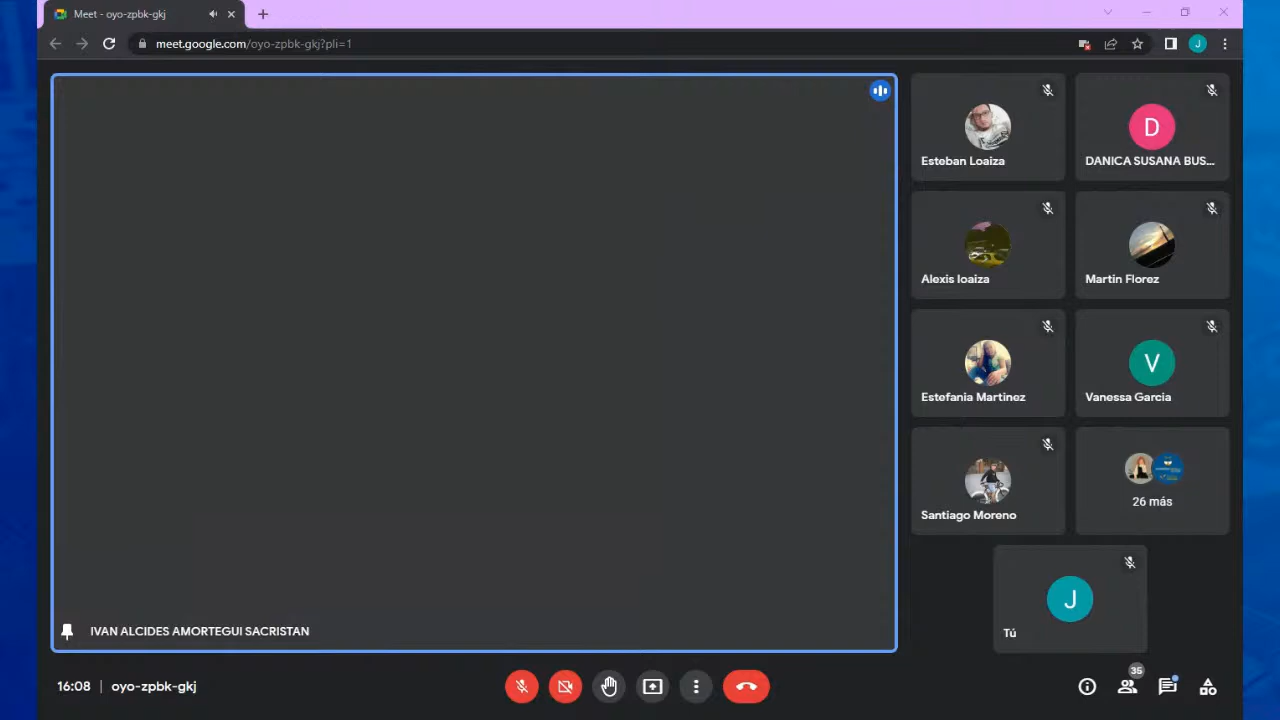 Meet - oyo-zpbk-gkj
meet.google.com/oyo-zpbk-gkj?pli=1
J
Esteban Loaiza
D
DANICA SUSANA BUS...
Alexis loaiza
Martin Florez
Estefania Martinez
V
Vanessa Garcia
Santiago Moreno
26 más
J
Tú
IVAN ALCIDES AMORTEGUI SACRISTAN
16:08 | oyo-zpbk-gkj
35